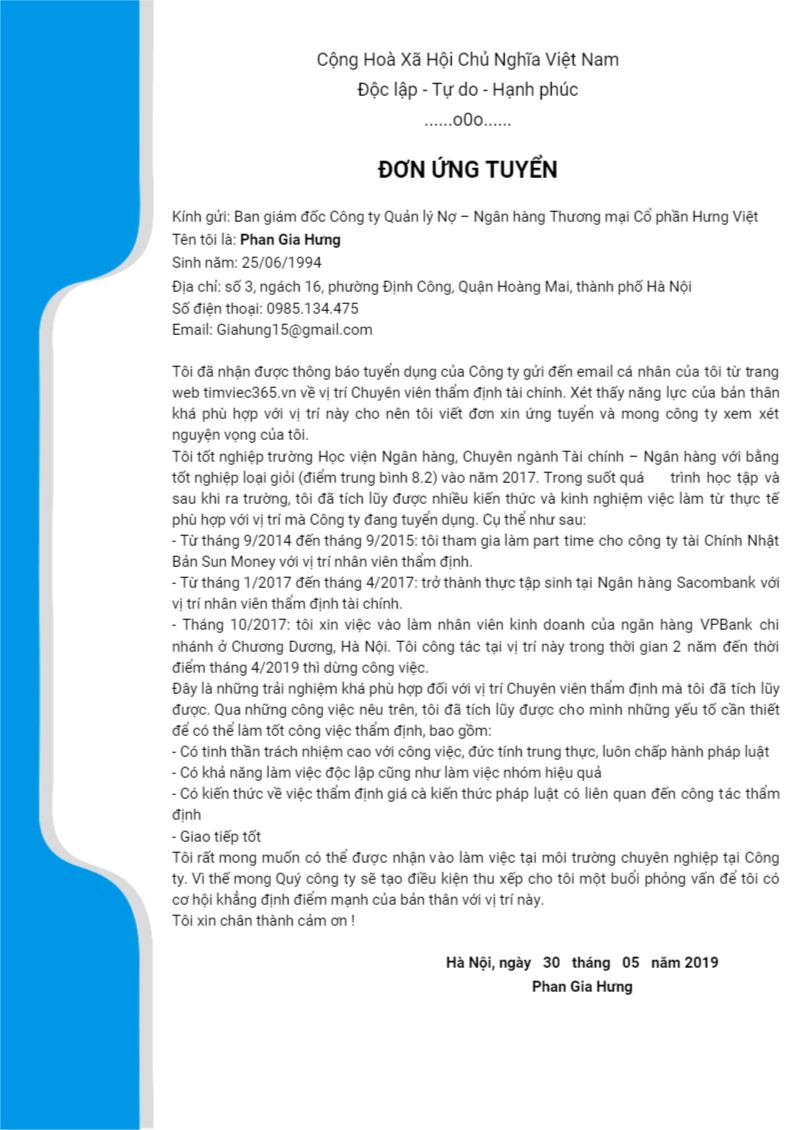 Cộng Hoà Xã Hội Chủ Nghĩa Việt Nam
Độc lập - Tự do - Hạnh phúc
......o0o......
ĐƠN ỨNG TUYỂN
Kính gửi: Ban giám đốc Công ty Quản lý Nợ – Ngân hàng Thương mại Cổ phần Hưng Việt
Tên tôi là: Phan Gia Hưng
Sinh năm: 25/06/1994
Địa chỉ: số 3, ngách 16, phường Định Công, Quận Hoàng Mai, thành phố Hà Nội
Số điện thoại: 0985.134.475
Email: Giahung15@gmail.com
Tôi đã nhận được thông báo tuyển dụng của Công ty gửi đến email cá nhân của tôi từ trang
web timviec365.vn về vị trí Chuyên viên thẩm định tài chính. Xét thấy năng lực của bản thân
khá phù hợp với vị trí này cho nên tôi viết đơn xin ứng tuyển và mong công ty xem xét
nguyện vọng của tôi.
Tôi tốt nghiệp trường Học viện Ngân hàng, Chuyên ngành Tài chính – Ngân hàng với bằng
tốt nghiệp loại giỏi (điểm trung bình 8.2) vào năm 2017. Trong suốt quá trình học tập và
sau khi ra trường, tôi đã tích lũy được nhiều kiến thức và kinh nghiệm việc làm từ thực tế
phù hợp với vị trí mà Công ty đang tuyển dụng. Cụ thể như sau:
- Từ tháng 9/2014 đến tháng 9/2015: tôi tham gia làm part time cho công ty tài Chính Nhật
Bản Sun Money với vị trí nhân viên thẩm định.
- Từ tháng 1/2017 đến tháng 4/2017: trở thành thực tập sinh tại Ngân hàng Sacombank với
vị trí nhân viên thẩm định tài chính.
- Tháng 10/2017: tôi xin việc vào làm nhân viên kinh doanh của ngân hàng VPBank chi
nhánh ở Chương Dương, Hà Nội. Tôi công tác tại vị trí này trong thời gian 2 năm đến thời
điểm tháng 4/2019 thì dừng công việc.
Đây là những trải nghiệm khá phù hợp đối với vị trí Chuyên viên thẩm định mà tôi đã tích lũy
được. Qua những công việc nêu trên, tôi đã tích lũy được cho mình những yếu tố cần thiết
để có thể làm tốt công việc thẩm định, bao gồm:
- Có tinh thần trách nhiệm cao với công việc, đức tính trung thực, luôn chấp hành pháp luật
- Có khả năng làm việc độc lập cũng như làm việc nhóm hiệu quả
- Có kiến thức về việc thẩm định giá cà kiến thức pháp luật có liên quan đến công tác thẩm
định
- Giao tiếp tốt
Tôi rất mong muốn có thể được nhận vào làm việc tại môi trường chuyên nghiệp tại Công
ty. Vì thế mong Quý công ty sẽ tạo điều kiện thu xếp cho tôi một buổi phỏng vấn để tôi có
cơ hội khẳng định điểm mạnh của bản thân với vị trí này.
Tôi xin chân thành cảm ơn !
Hà Nội, ngày 30 tháng 05 năm 2019
Phan Gia Hưng